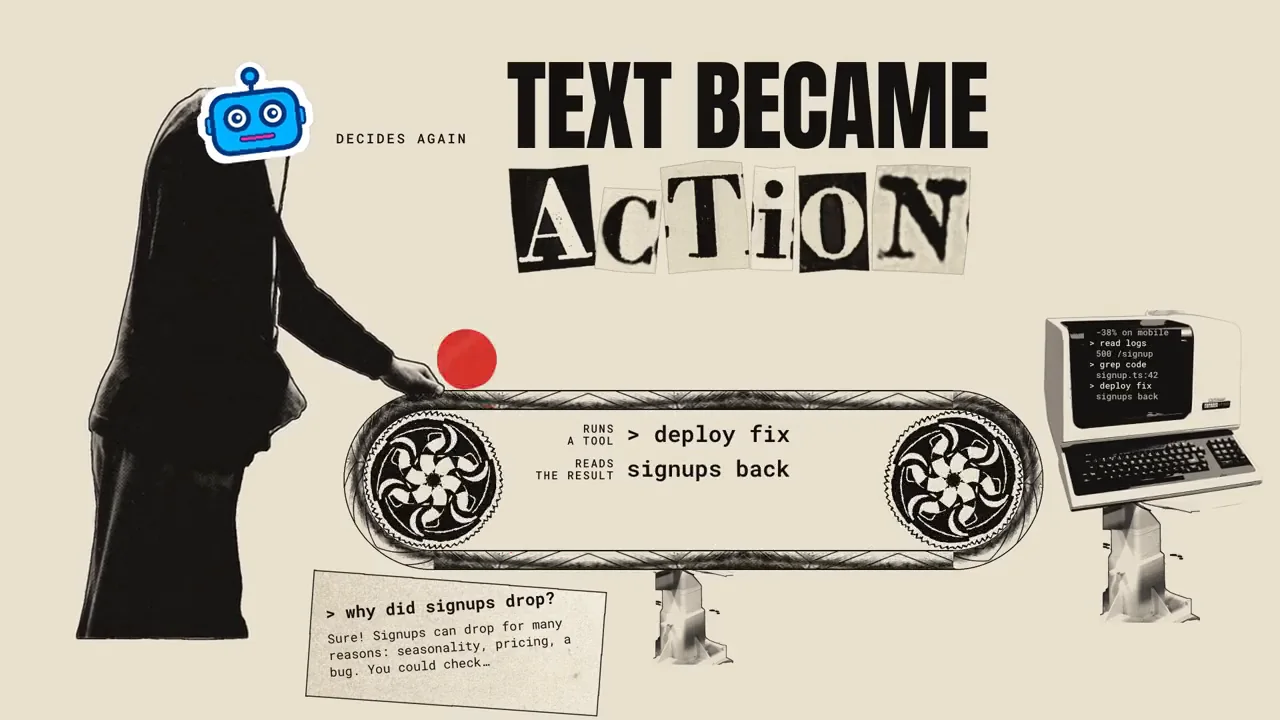 TEXT BECAME
AcTiON
DECIDES AGAIN
-38% on mobile
> read logs
500 /signup
> grep code
signup.ts:42
> deploy fix
signups back
RUNS
A TOOL
> deploy fix
READS
THE RESULT
signups back
> why did signups drop?
Sure! Signups can drop for many
reasons: seasonality, pricing, a
bug. You could check…